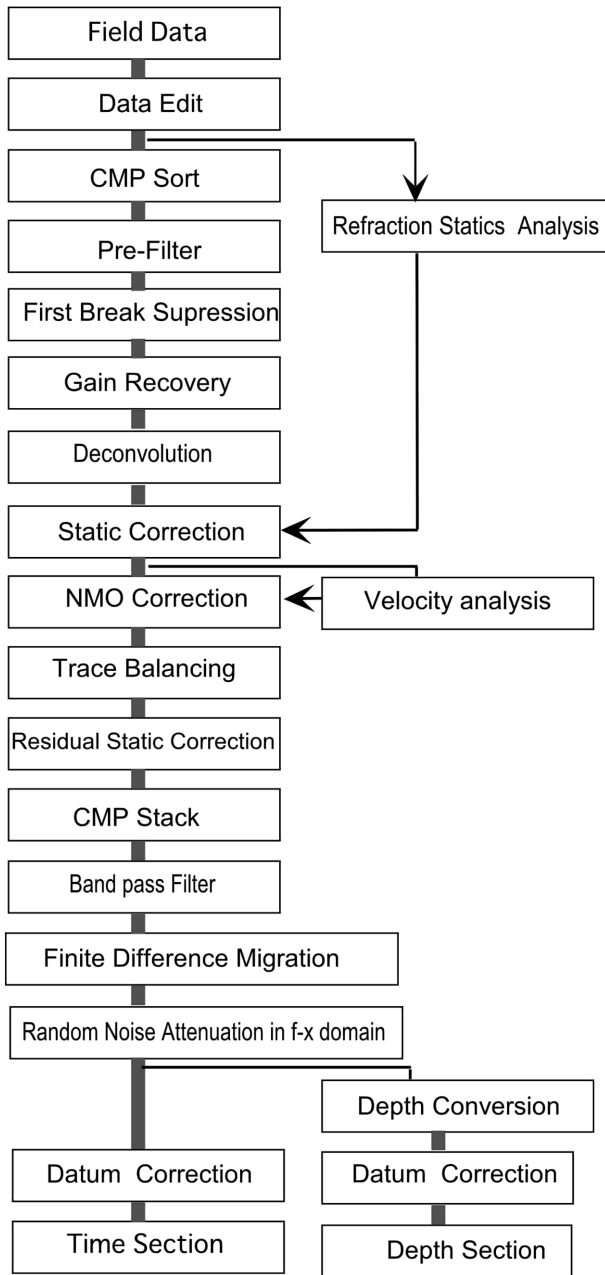 Field Data
Data Edit
CMP Sort
Refraction Statics Analysis
Pre-Filter
First Break Supression
Gain Recovery
Deconvolution
Static Correction
NMO Correction
Velocity analysis
Trace Balancing
Residual Static Correction
CMP Stack
Band pass Filter
Finite Difference Migration
Random Noise Attenuation in f-x domain
Depth Conversion
Datum Correction
Datum Correction
Time Section
Depth Section